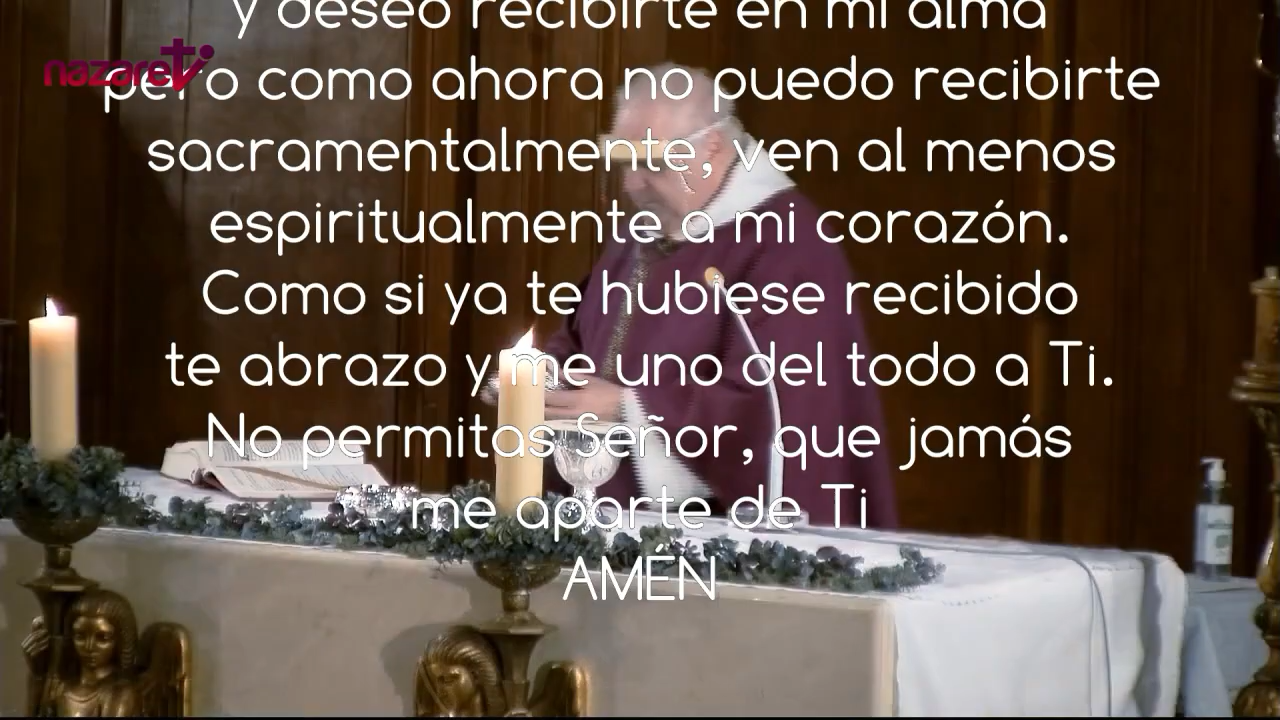 y deseo recibirte en mi alma
nazaretv
pero como ahora no puedo recibirte
sacramentalmente, ven al menos
espiritualmente a mi corazón.
Como si ya te hubiese recibido
te abrazo y me uno del todo a Ti.
No permitas Señor, que jamás
me aparte de Ti
AMÉN